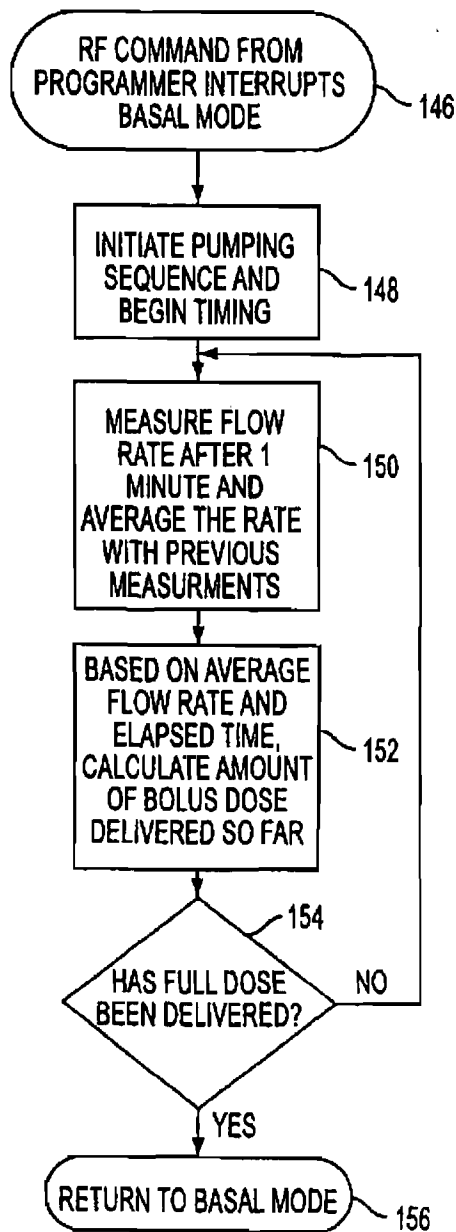 RF COMMAND FROM
PROGRAMMER INTERRUPTS
BASAL MODE
146
INITIATE PUMPING
SEQUENCE AND
BEGIN TIMING
148
MEASURE FLOW
RATE AFTER 1
MINUTE AND
AVERAGE THE RATE
WITH PREVIOUS
MEASURMENTS
150
BASED ON AVERAGE
FLOW RATE AND
ELAPSED TIME,
CALCULATE AMOUNT
OF BOLUS DOSE
DELIVERED SO FAR
152
154
HAS FULL DOSE
BEEN DELIVERED?
NO
YES
RETURN TO BASAL MODE
156